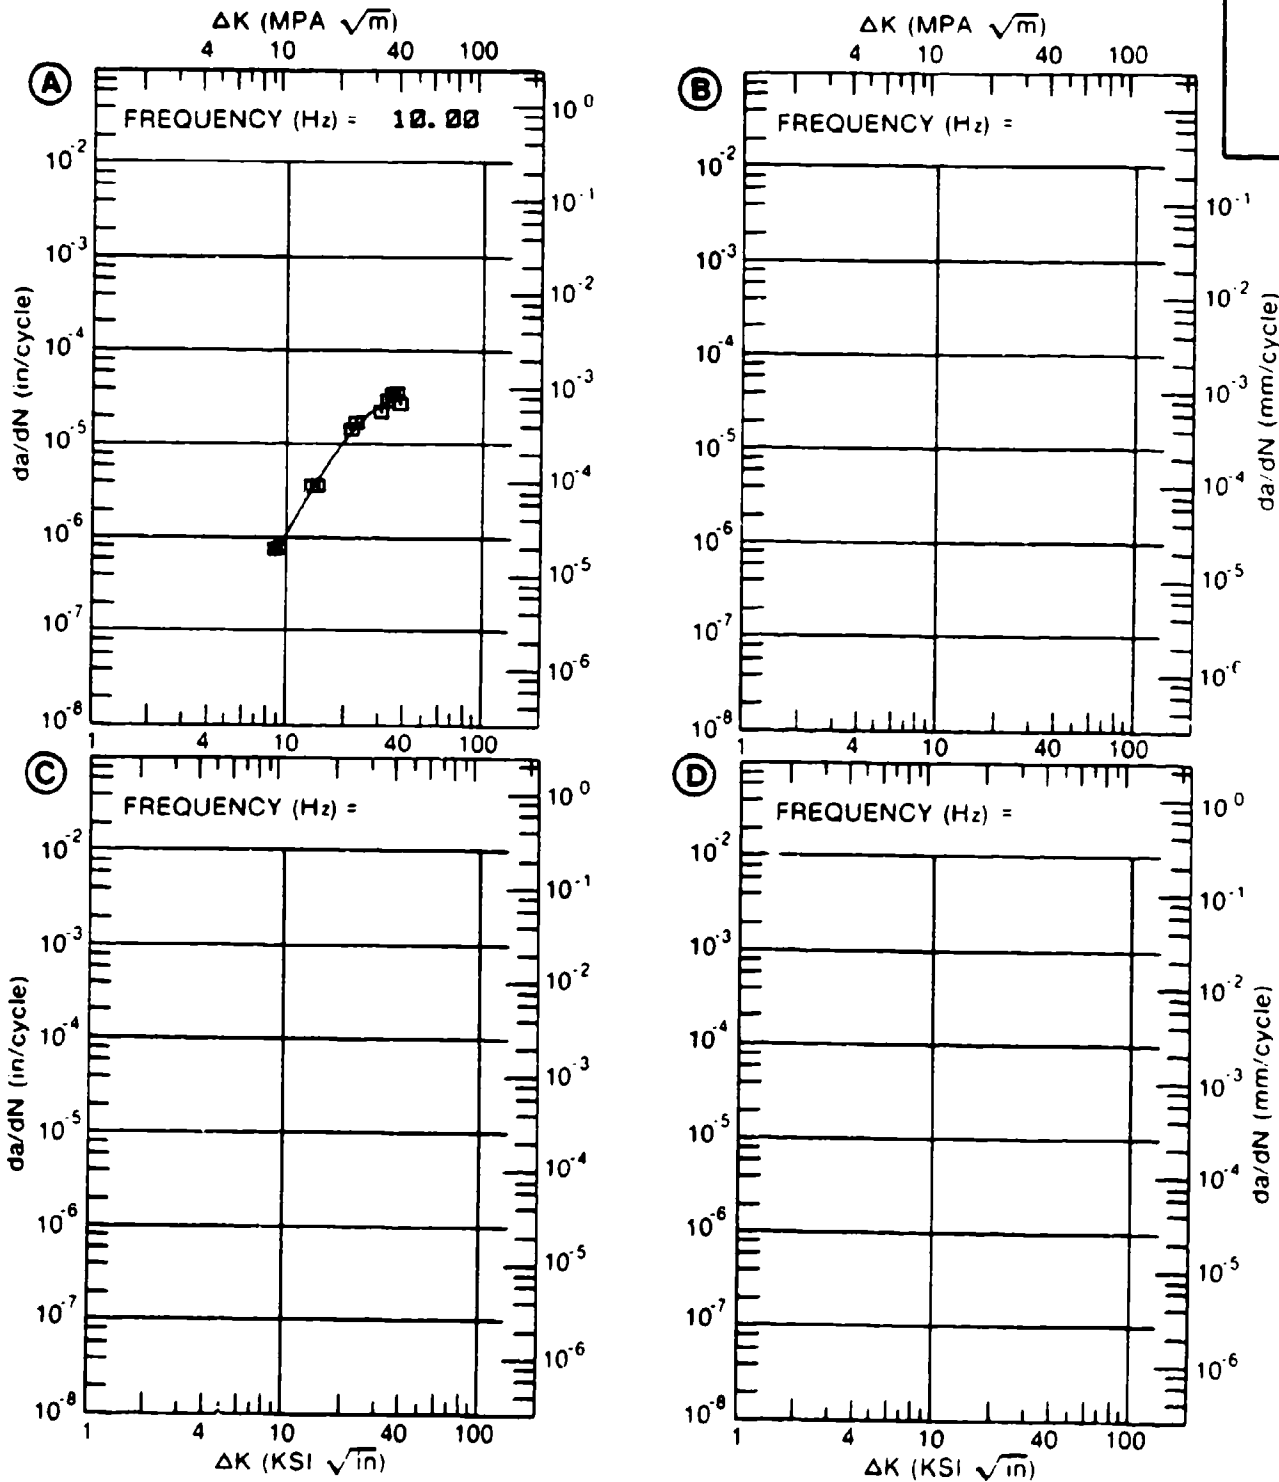 ΔK (MPA √m)
4 10 40 100
A
FREQUENCY (Hz) = 10.00
10⁰
10⁻²
10⁻¹
10⁻³
10⁻²
10⁻⁴
10⁻³
10⁻⁵
10⁻⁴
10⁻⁶
10⁻⁵
10⁻⁷
10⁻⁶
10⁻⁸
da/dN (in/cycle)
1 4 10 40 100
ΔK (MPA √m)
4 10 40 100
B
FREQUENCY (Hz) =
10⁻²
10⁻¹
10⁻³
10⁻²
10⁻⁴
10⁻³
10⁻⁵
10⁻⁴
10⁻⁶
10⁻⁵
10⁻⁷
10⁻⁸
da/dN (mm/cycle)
1 4 10 40 100
C
FREQUENCY (Hz) =
10⁰
10⁻²
10⁻¹
10⁻³
10⁻²
10⁻⁴
10⁻³
10⁻⁵
10⁻⁴
10⁻⁶
10⁻⁵
10⁻⁷
10⁻⁶
10⁻⁸
da/dN (in/cycle)
1 4 10 40 100
ΔK (KSI √in)
D
FREQUENCY (Hz) =
10⁰
10⁻²
10⁻¹
10⁻³
10⁻²
10⁻⁴
10⁻³
10⁻⁵
10⁻⁴
10⁻⁶
10⁻⁵
10⁻⁷
10⁻⁶
10⁻⁸
da/dN (mm/cycle)
1 4 10 40 100
ΔK (KSI √in)